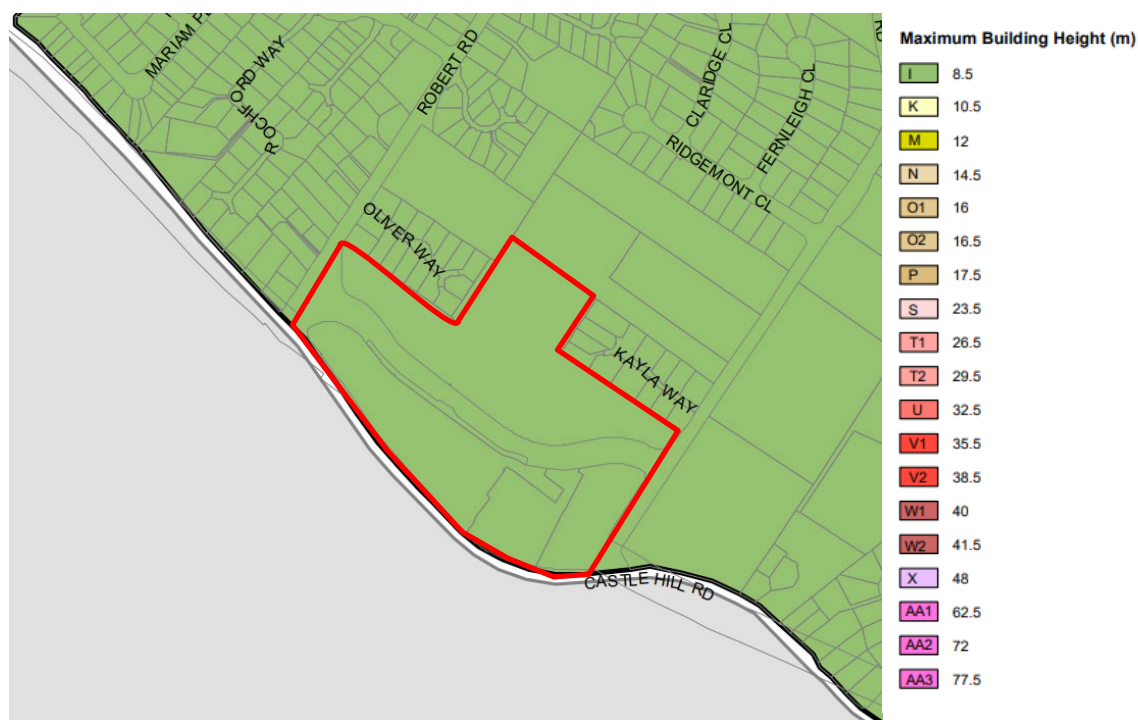 MARIAM P
ROCHFORD WAY
ROBERT RD
CLARIDGE CL
FERNLEIGH CL
RIDGEMONT CL
RD
OLIVER WAY
KAYLA WAY
CASTLE HILL RD
Maximum Building Height (m)
I 8.5
K 10.5
M 12
N 14.5
O1 16
O2 16.5
P 17.5
S 23.5
T1 26.5
T2 29.5
U 32.5
V1 35.5
V2 38.5
W1 40
W2 41.5
X 48
AA1 62.5
AA2 72
AA3 77.5